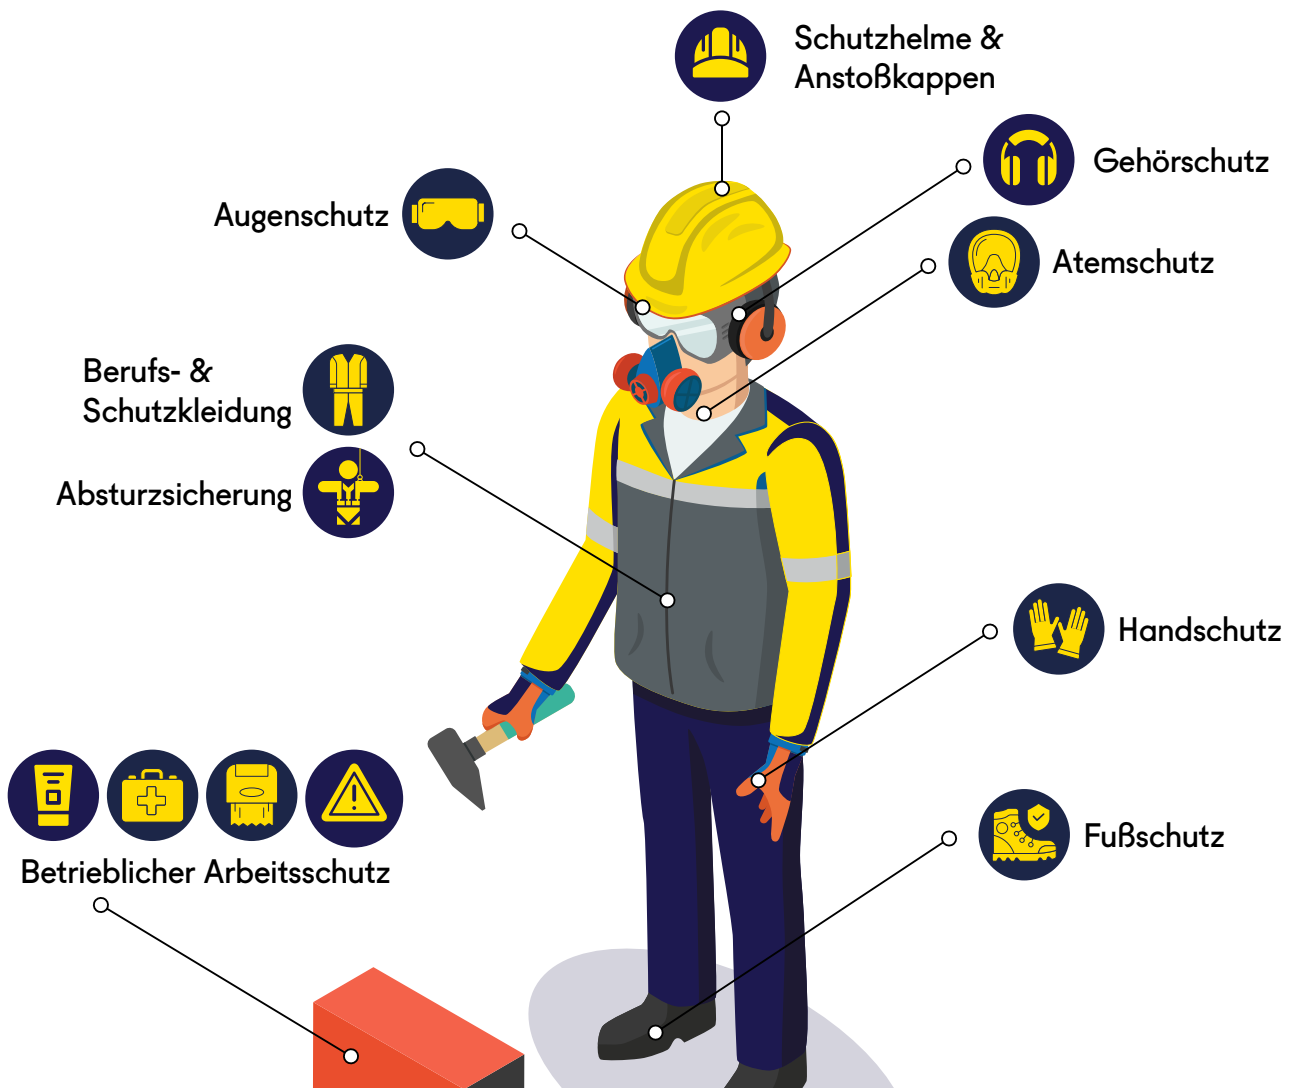 Schutzhelme &
Anstoßkappen
Gehörschutz
Augenschutz
Atemschutz
Berufs- &
Schutzkleidung
Absturzsicherung
Handschutz
Fußschutz
Betrieblicher Arbeitsschutz